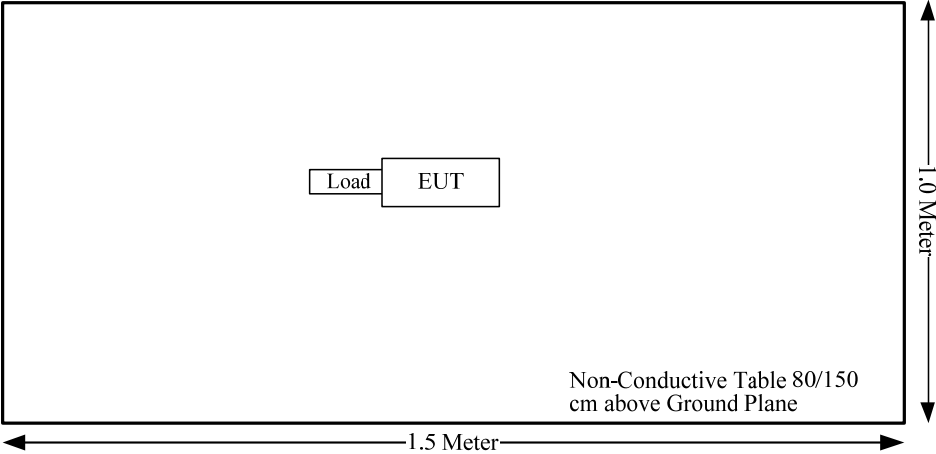 Load
EUT
1.0 Meter
Non-Conductive Table 80/150
cm above Ground Plane
1.5 Meter